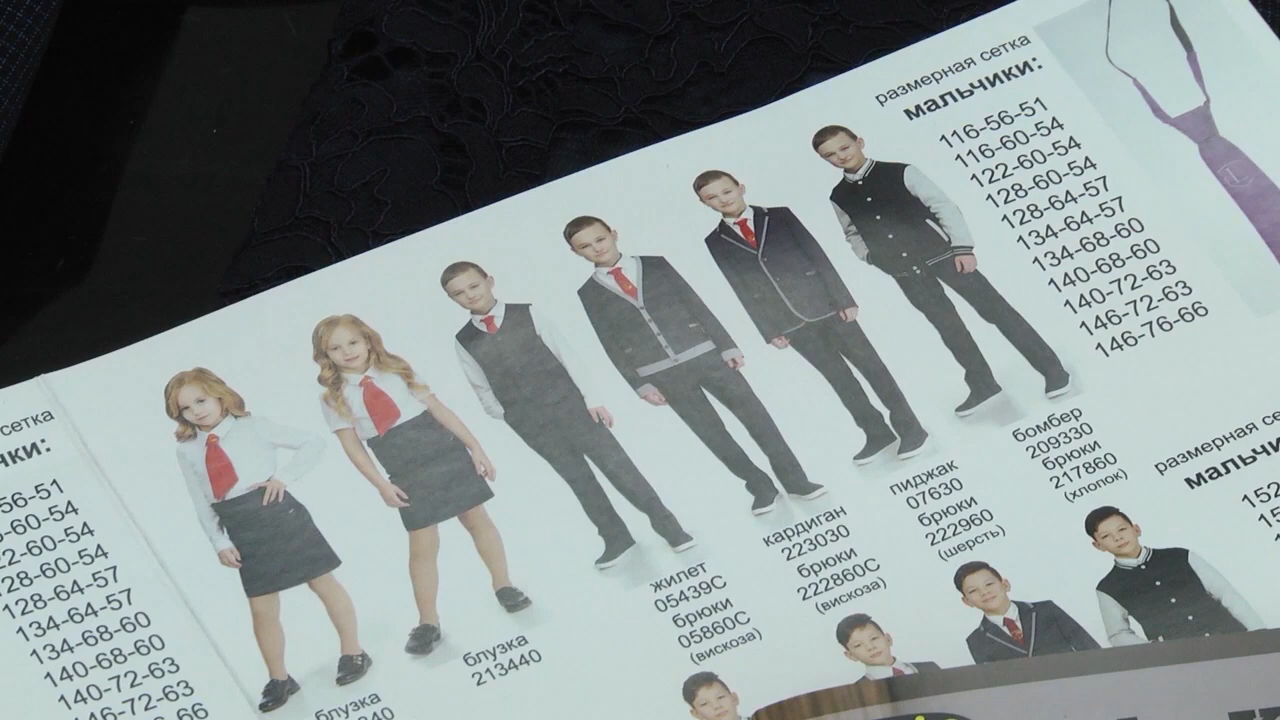 размерная сетка
мальчики:
116-56-51
116-60-54
122-60-54
128-60-54
128-64-57
134-64-57
134-68-60
140-68-60
140-72-63
146-72-63
146-76-66
сетка
56-51
60-54
60-54
128-60-54
128-64-57
134-64-57
134-68-60
140-68-60
140-72-63
146-72-63
блузка
блузка
213440
жилет
05439С
брюки
05860С
(вискоза)
кардиган
223030
брюки
222860С
(вискоза)
пиджак
07630
брюки
222960
(шерсть)
бомбер
209330
брюки
217860
(хлопок)
размерная се
мальчи
152